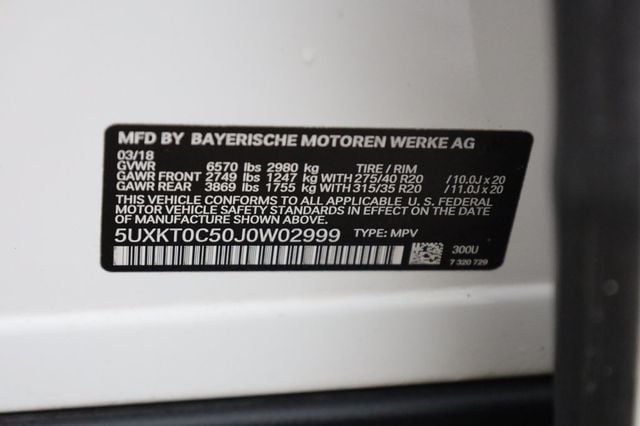 MFD BY BAYERISCHE MOTOREN WERKE AG
03/18
GVWR 6570 lbs 2980 kg TIRE / RIM
GAWR FRONT 2749 lbs 1247 kg WITH 275/40 R20 /10.0J x 20
GAWR REAR 3869 lbs 1755 kg WITH 315/35 R20 /11.0J x 20
THIS VEHICLE CONFORMS TO ALL APPLICABLE U. S. FEDERAL
MOTOR VEHICLE SAFETY STANDARDS IN EFFECT ON THE DATE OF
MANUFACTURE SHOWN ABOVE.
5UXKT0C50J0W02999 TYPE: MPV
300U
7 320 729